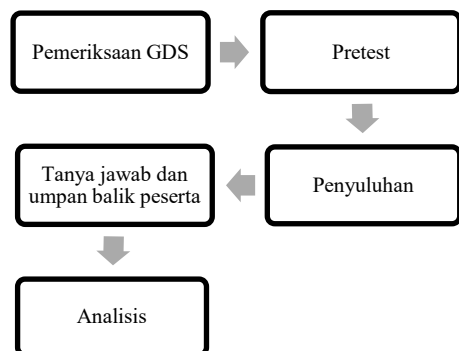 Pemeriksaan GDS
Pretest
Penyuluhan
Tanya jawab dan
umpan balik peserta
Analisis